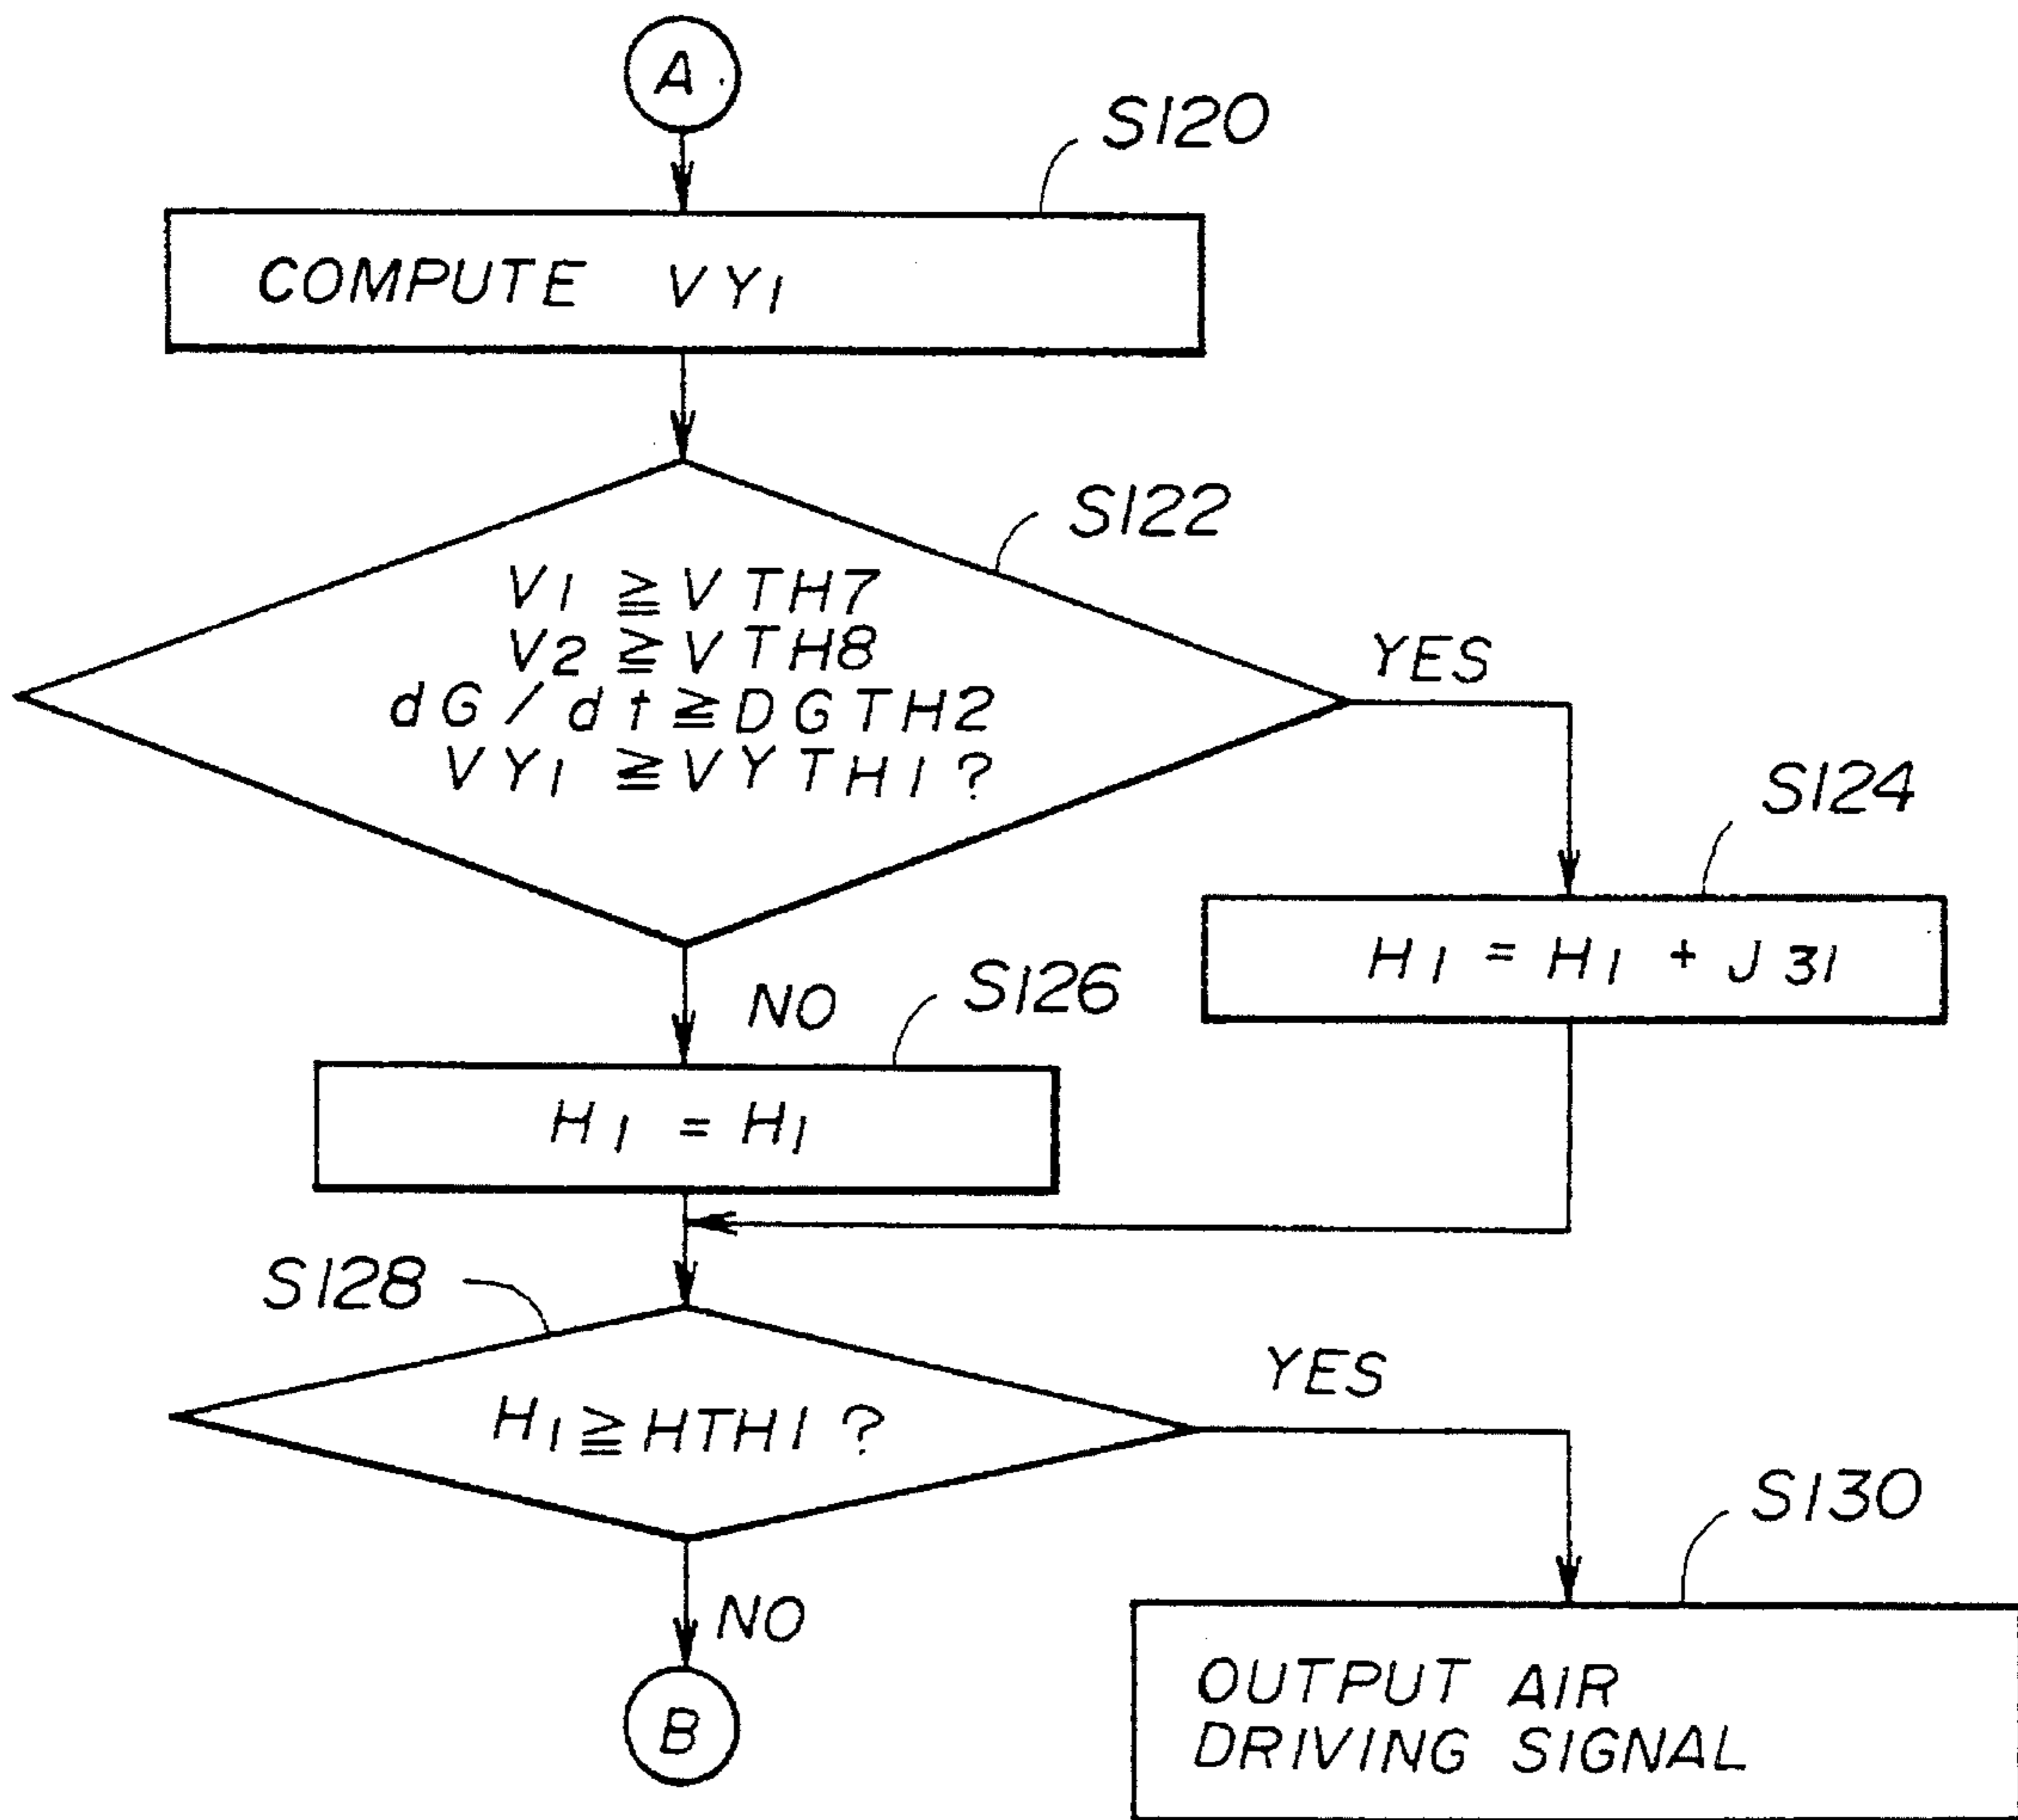 A
S120
COMPUTE VY1
S122
V1 ≧ VTH7
V2 ≧ VTH8
dG/dt ≧ DGTH2
VY1 ≧ VYTH1?
YES
S124
H1 = H1 + J31
NO
S126
H1 = H1
S128
H1 ≧ HTH1?
YES
S130
NO
OUTPUT AIR
DRIVING SIGNAL
B